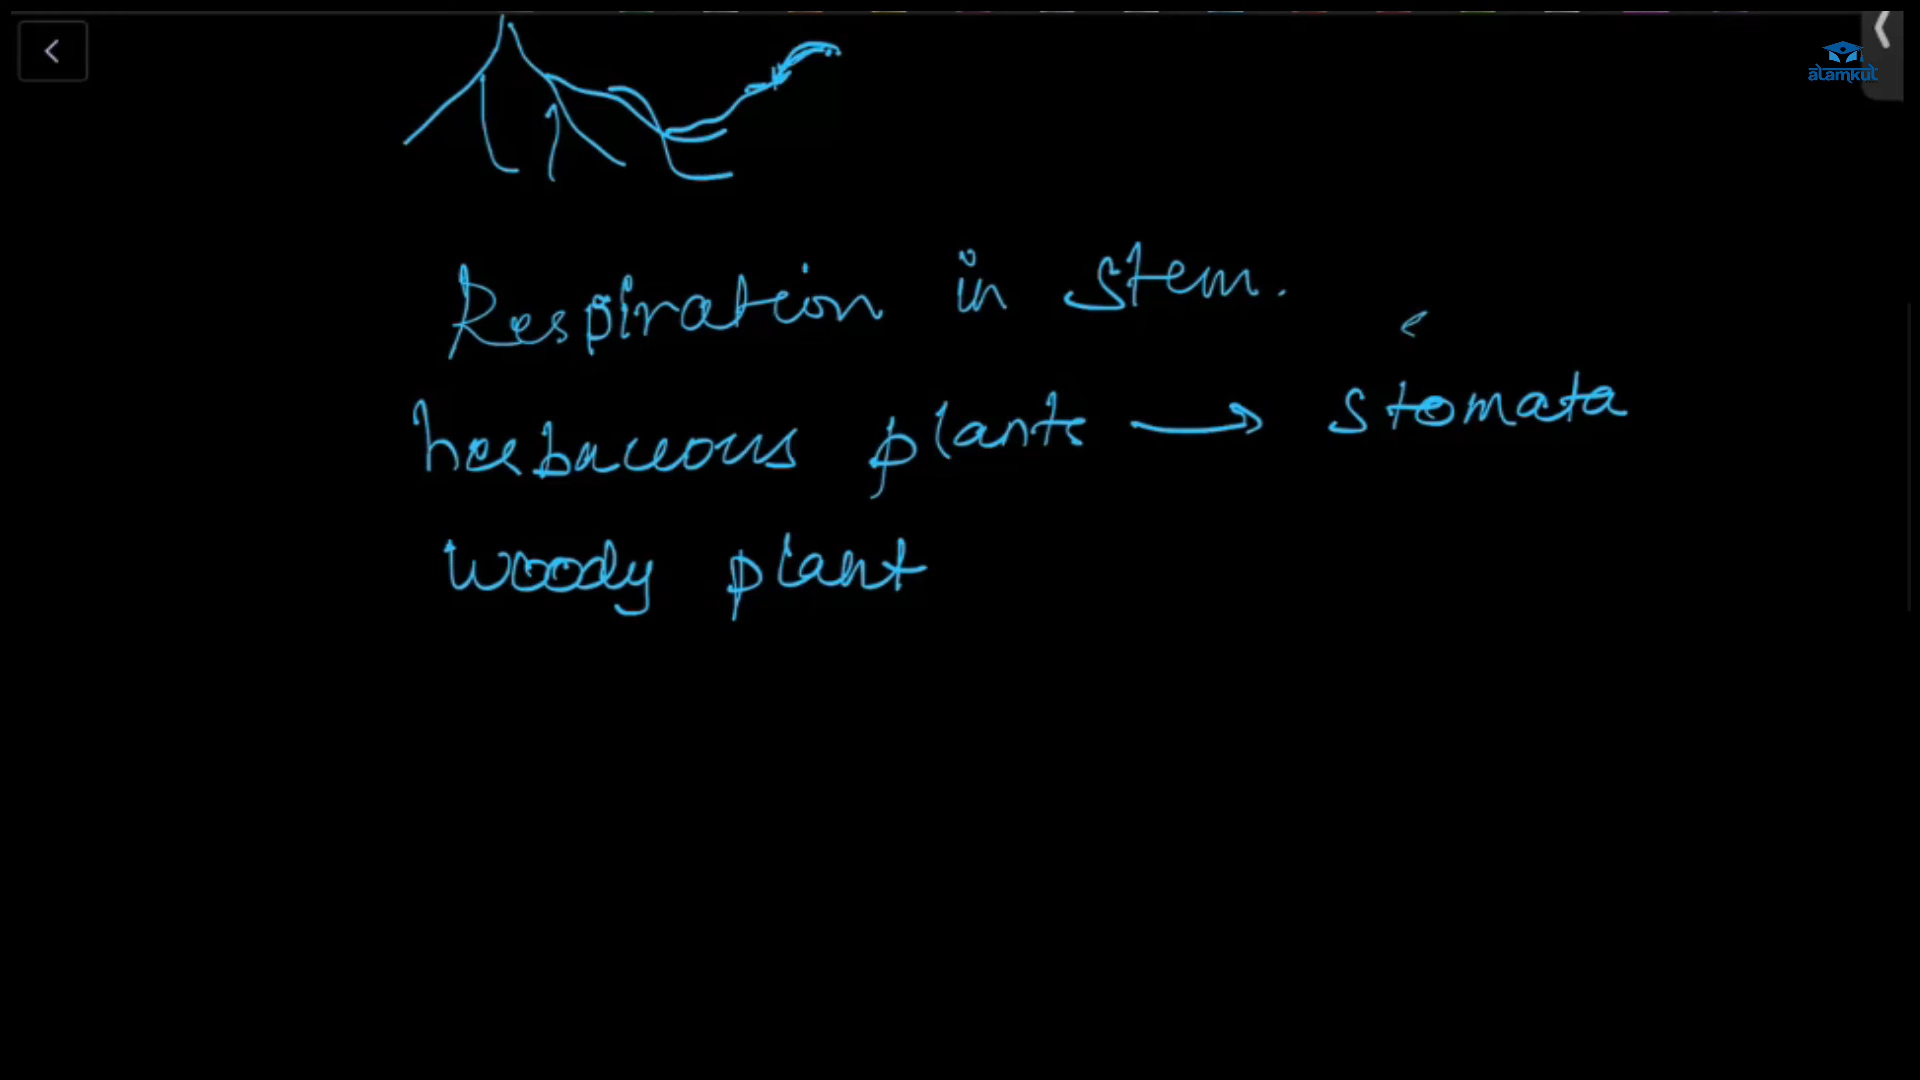 alamkul
Respiration in stem.
herbaceous plants → stomata
woody plant